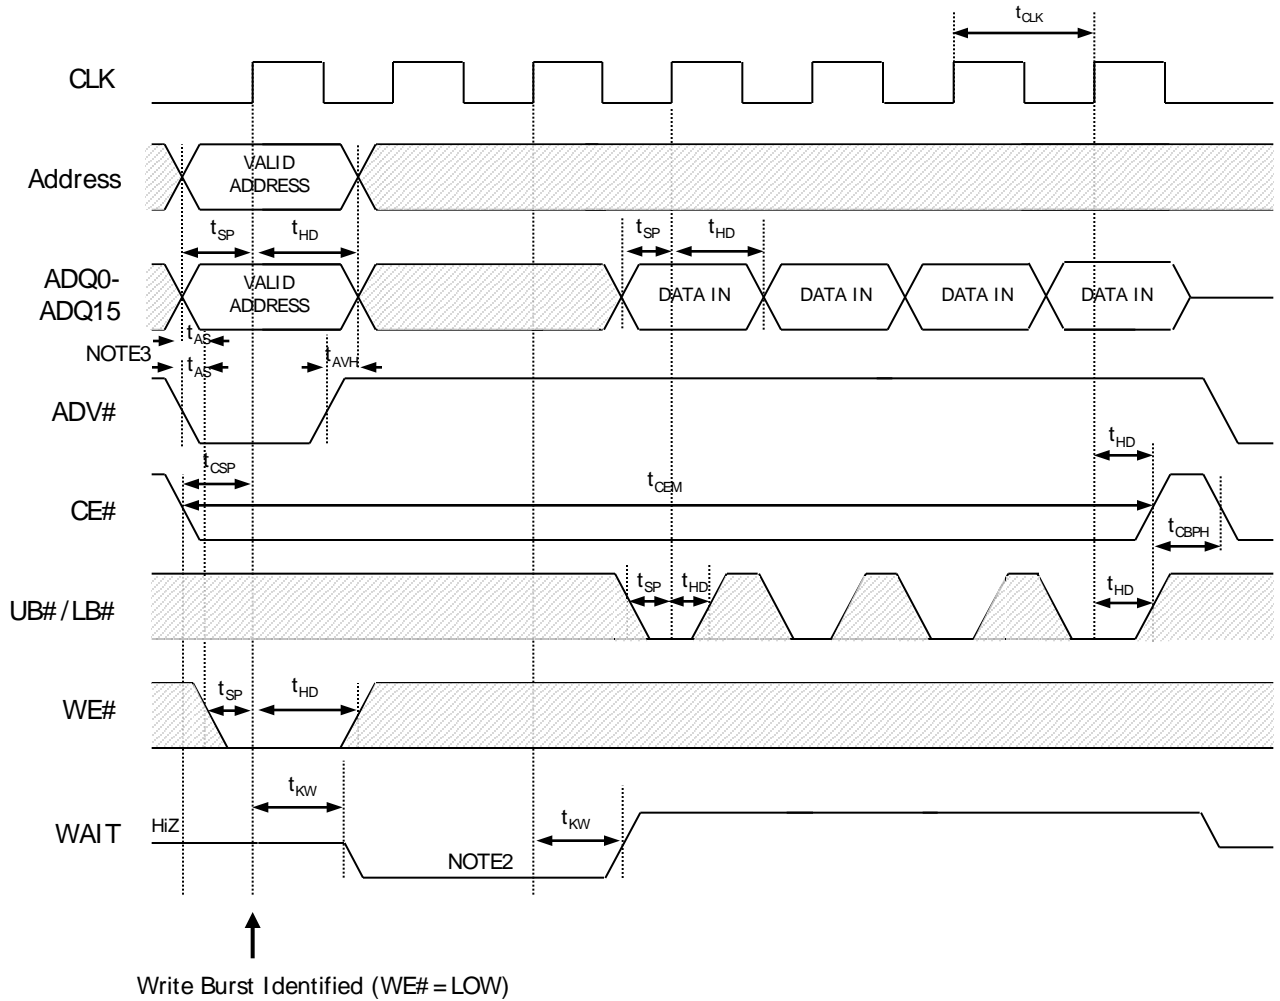 tCLK
CLK
Address
VALID
ADDRESS
tSP
tHD
tSP
tHD
ADQ0-
ADQ15
VALID
ADDRESS
DATA IN
DATA IN
DATA IN
DATA IN
NOTE3
tAS
tAS
tAVH
ADV#
tHD
tCSP
tCEM
CE#
tCBPH
UB# / LB#
tSP
tHD
tHD
WE#
tSP
tHD
tKW
WAIT
HiZ
NOTE2
tKW
Write Burst Identified (WE# = LOW)